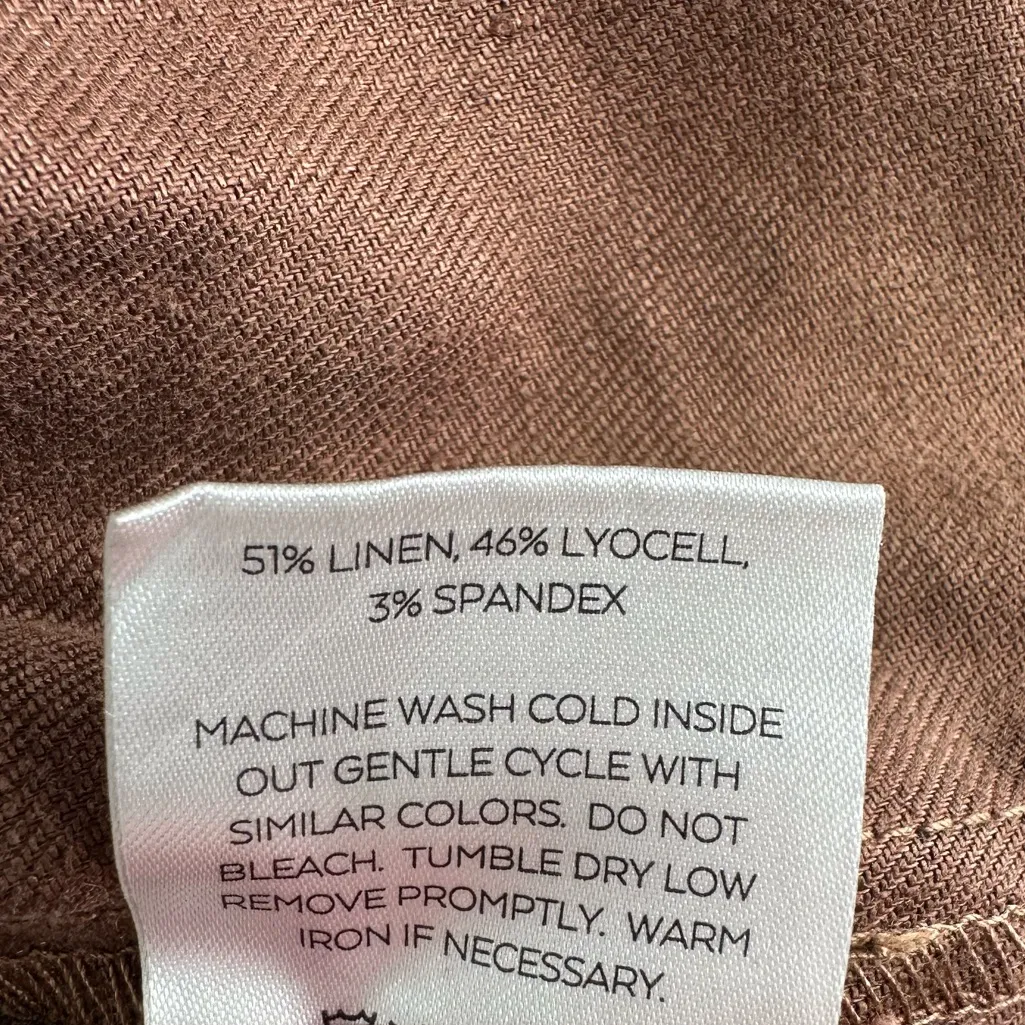 51% LINEN, 46% LYOCELL,
3% SPANDEX
MACHINE WASH COLD INSIDE
OUT GENTLE CYCLE WITH
SIMILAR COLORS. DO NOT
BLEACH. TUMBLE DRY LOW
REMOVE PROMPTLY. WARM
IRON IF NECESSARY.